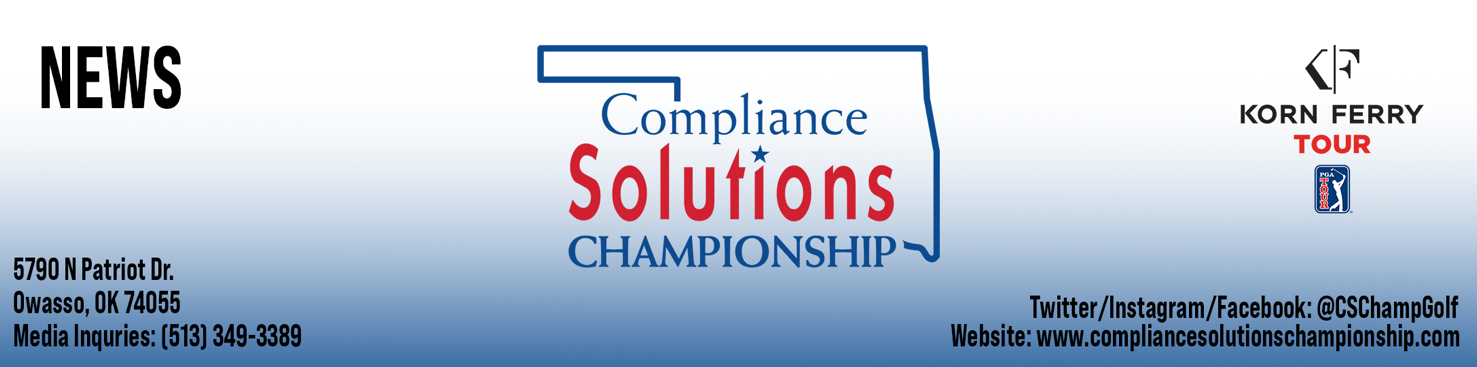 NEWS
Compliance
Solutions
CHAMPIONSHIP
KF
KORN FERRY
TOUR
PGA
TOUR
5790 N Patriot Dr.
Owasso, OK 74055
Media Inquries: (513) 349-3389
Twitter/Instagram/Facebook: @CSChampGolf
Website: www.compliancesolutionschampionship.com